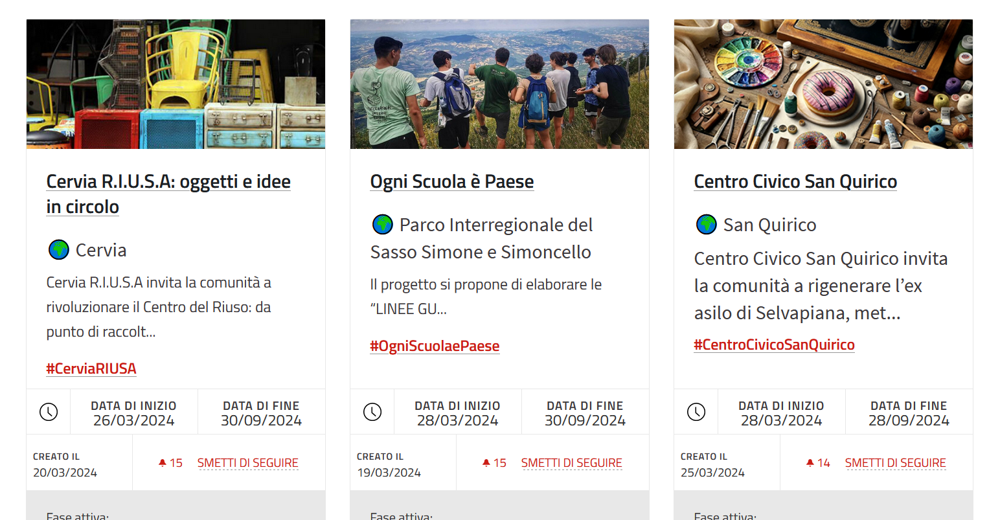 Cervia R.I.U.S.A: oggetti e idee
in circolo
Cervia
Cervia R.I.U.S.A invita la comunità a
rivoluzionare il Centro del Riuso: da
punto di raccolt...
#CerviaRIUSA
DATA DI INIZIO
26/03/2024
DATA DI FINE
30/09/2024
CREATO IL
20/03/2024
15
SMETTI DI SEGUIRE
Fase attiva:
Ogni Scuola è Paese
Parco Interregionale del
Sasso Simone e Simoncello
Il progetto si propone di elaborare le
“LINEE GU...
#OgniScuolaePaese
DATA DI INIZIO
28/03/2024
DATA DI FINE
30/09/2024
CREATO IL
19/03/2024
15
SMETTI DI SEGUIRE
Fase attiva:
Centro Civico San Quirico
San Quirico
Centro Civico San Quirico invita
la comunità a rigenerare l’ex
asilo di Selvapiana, met...
#CentroCivicoSanQuirico
DATA DI INIZIO
28/03/2024
DATA DI FINE
28/09/2024
CREATO IL
25/03/2024
14
SMETTI DI SEGUIRE
Fase attiva: